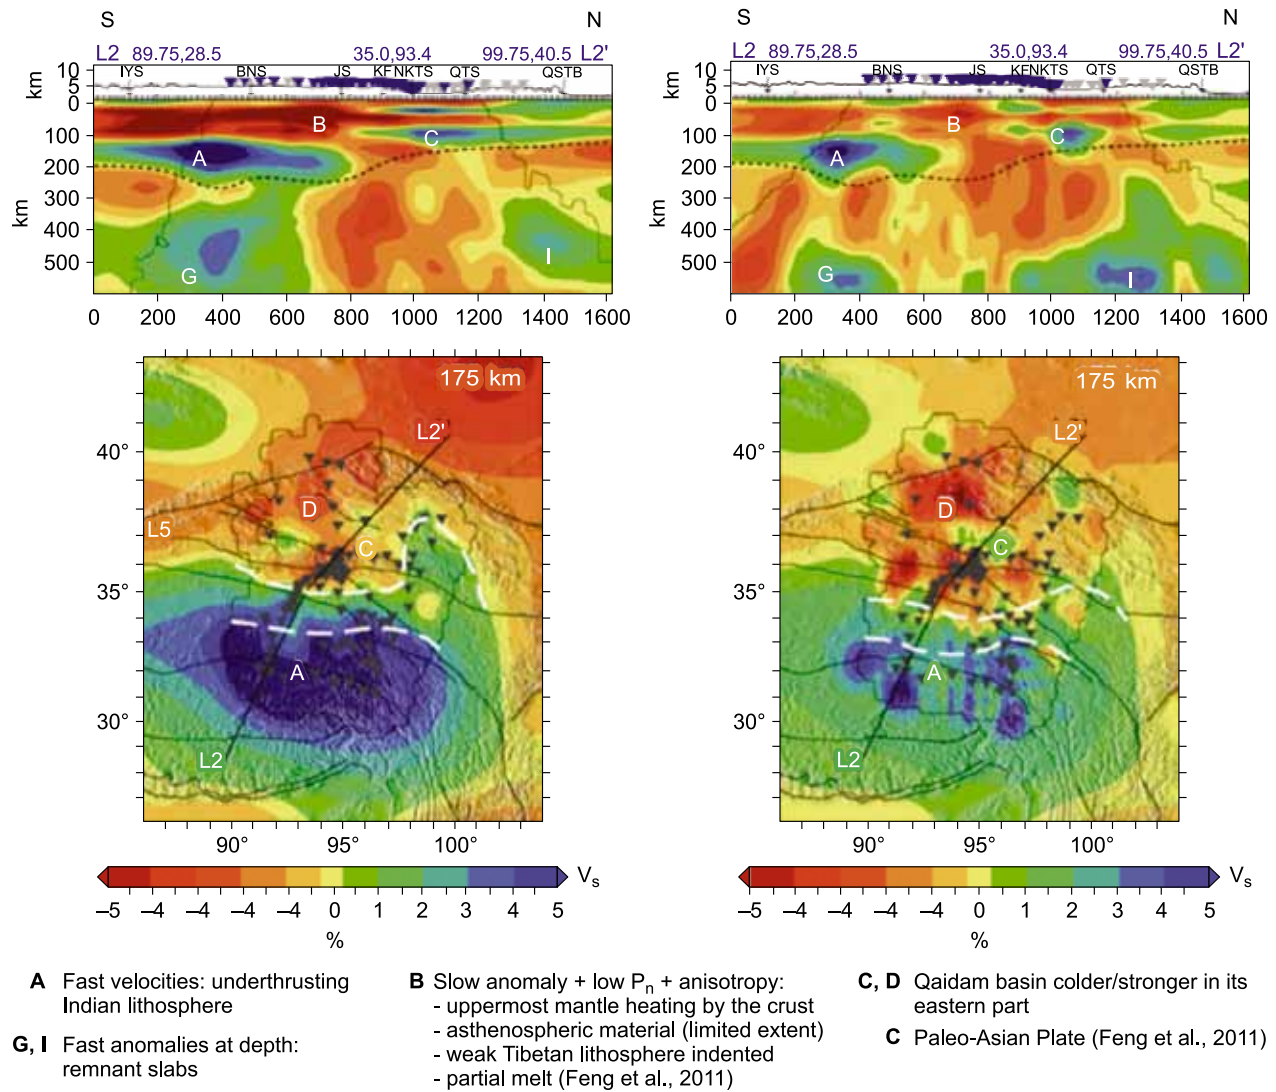 S N
L2 89.75,28.5 35.0,93.4 99.75,40.5 L2'
IYS BNS JS KF NKTS QTS QSTB
km
10
5
0
100
200
300
400
500
km
A B C G I
0 200 400 600 800 1000 1200 1400 1600
S N
L2 89.75,28.5 35.0,93.4 99.75,40.5 L2'
IYS BNS JS KFNKTS QTS QSTB
km
10
5
0
100
200
300
400
500
km
A B C G I
0 200 400 600 800 1000 1200 1400 1600
175 km
40°
35°
30°
L2'
D
L5
C
A
L2
90° 95° 100°
175 km
40°
35°
30°
L2'
D
C
A
L2
90° 95° 100°
–5 –4 –4 –4 –4 0 1 2 3 4 5 Vs
%
–5 –4 –4 –4 –4 0 1 2 3 4 5 Vs
%
A Fast velocities: underthrusting
Indian lithosphere
G, I Fast anomalies at depth:
remnant slabs
B Slow anomaly + low Pn + anisotropy:
- uppermost mantle heating by the crust
- asthenospheric material (limited extent)
- weak Tibetan lithosphere indented
- partial melt (Feng et al., 2011)
C, D Qaidam basin colder/stronger in its
eastern part
C Paleo-Asian Plate (Feng et al., 2011)